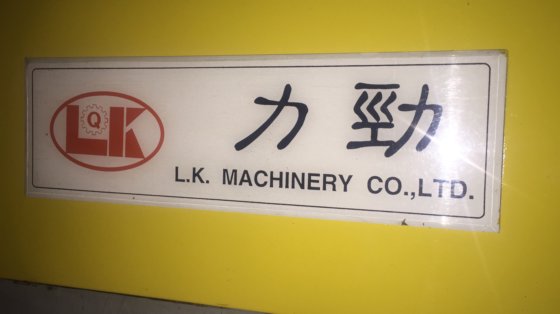 LK
Q
力勁
L.K. MACHINERY CO.,LTD.